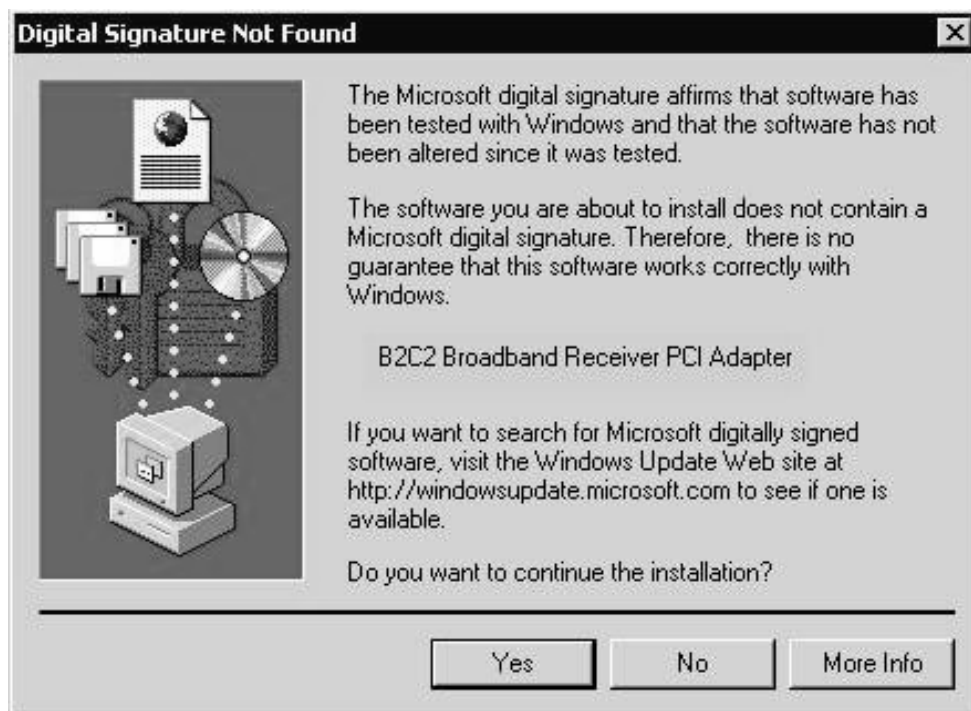 Digital Signature Not Found
The Microsoft digital signature affirms that software has
been tested with Windows and that the software has not
been altered since it was tested.
The software you are about to install does not contain a
Microsoft digital signature. Therefore,  there is no
guarantee that this software works correctly with
Windows.
B2C2 Broadband Receiver PCI Adapter
If you want to search for Microsoft digitally signed
software, visit the Windows Update Web site at
http://windowsupdate.microsoft.com to see if one is
available.
Do you want to continue the installation?
Yes
No
More Info